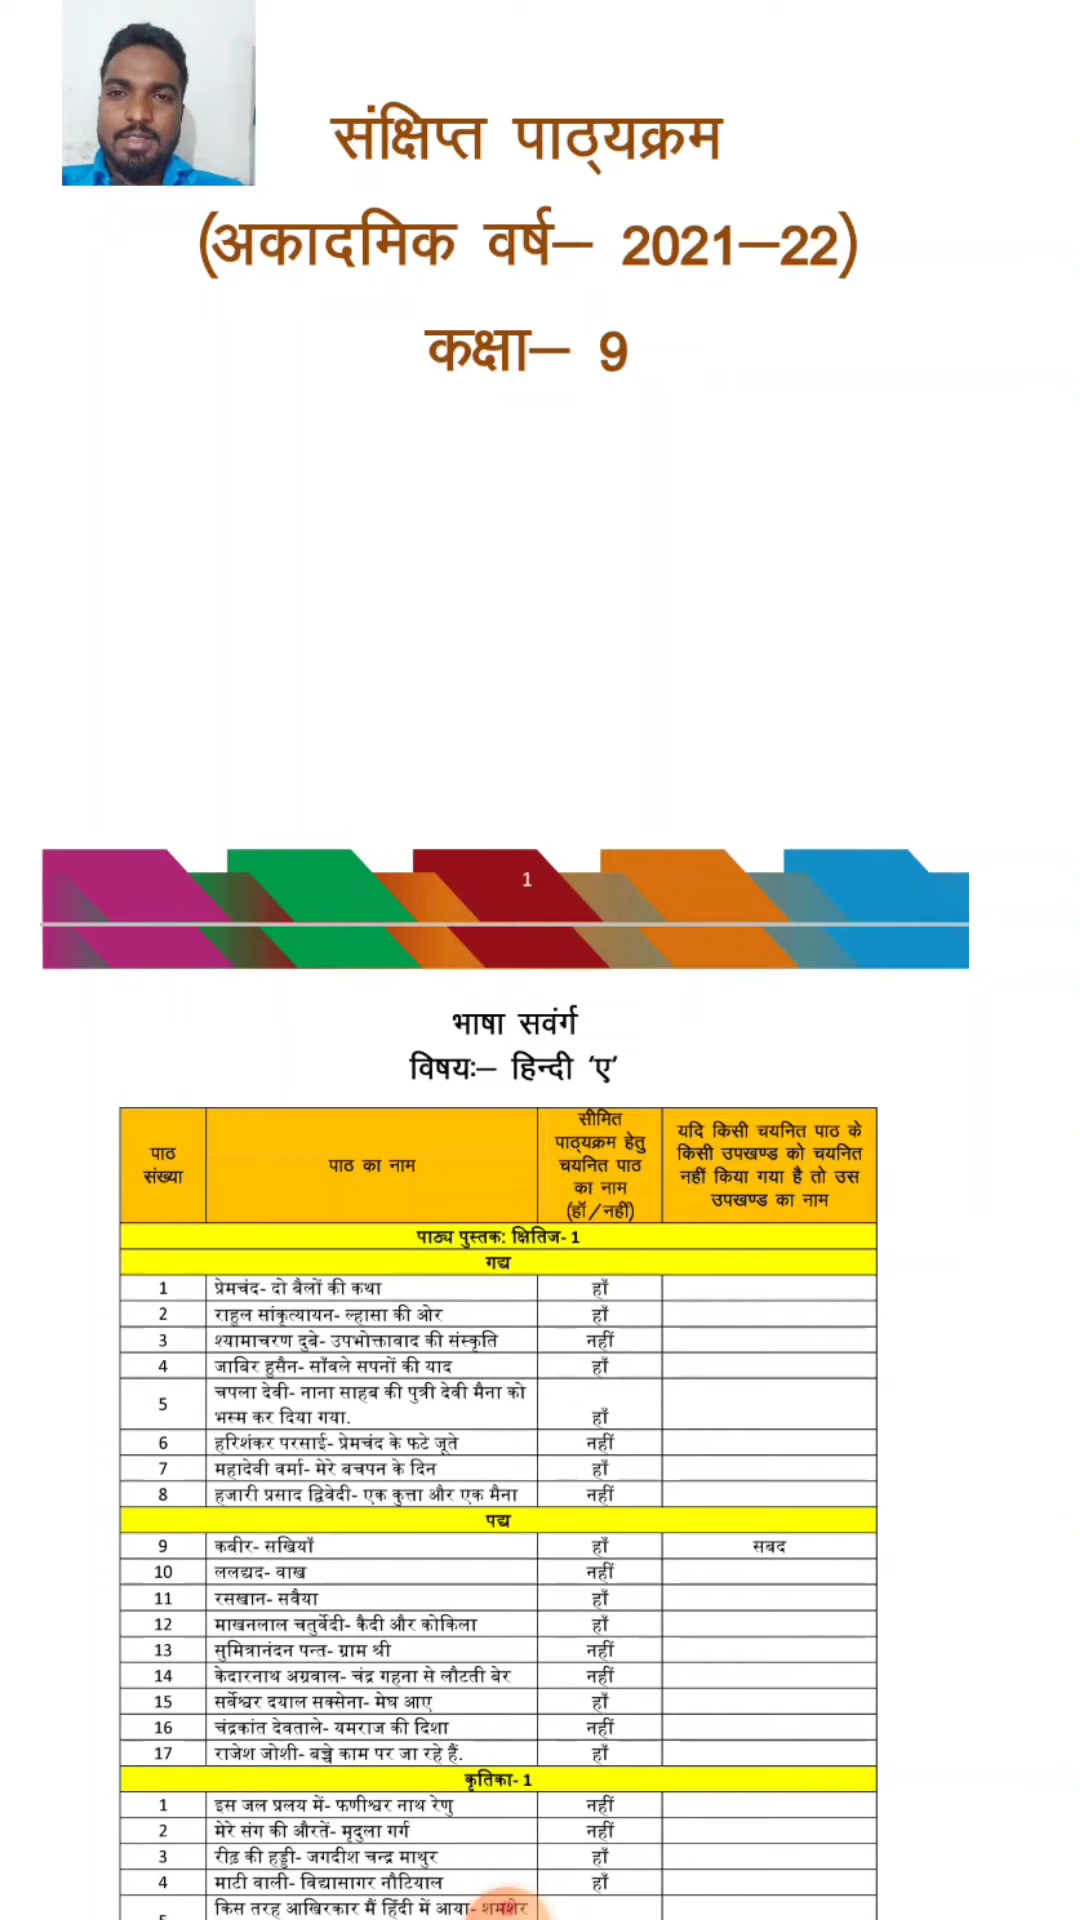 संक्षिप्त पाठ्यक्रम
(अकादमिक वर्ष– 2021–22)
कक्षा– 9
1
भाषा सवंर्ग
विषयः– हिन्दी ‘ए’
पाठ संख्या | पाठ का नाम | सीमित पाठ्यक्रम हेतु चयनित पाठ का नाम (हॉं/नहीं) | यदि किसी चयनित पाठ के किसी उपखण्ड को चयनित नहीं किया गया है तो उस उपखण्ड का नाम
पाठ्य पुस्तक: क्षितिज- 1
गद्य
1 प्रेमचंद- दो बैलों की कथा हाँ
2 राहुल सांकृत्यायन- ल्हासा की ओर हाँ
3 श्यामाचरण दुबे- उपभोक्तावाद की संस्कृति नहीं
4 जाबिर हुसैन- साँवले सपनों की याद हाँ
5 चपला देवी- नाना साहब की पुत्री देवी मैना को
भस्म कर दिया गया. हाँ
6 हरिशंकर परसाई- प्रेमचंद के फटे जूते नहीं
7 महादेवी वर्मा- मेरे बचपन के दिन हाँ
8 हजारी प्रसाद द्विवेदी- एक कुत्ता और एक मैना नहीं
पद्य
9 कबीर- सखियाँ हाँ सबद
10 ललद्यद- वाख नहीं
11 रसखान- सवैया हाँ
12 माखनलाल चतुर्वेदी- कैदी और कोकिला हाँ
13 सुमित्रानंदन पन्त- ग्राम श्री नहीं
14 केदारनाथ अग्रवाल- चंद्र गहना से लौटती बेर नहीं
15 सर्वेश्वर दयाल सक्सेना- मेघ आए हाँ
16 चंद्रकांत देवताले- यमराज की दिशा नहीं
17 राजेश जोशी- बच्चे काम पर जा रहे हैं. हाँ
कृतिका- 1
1 इस जल प्रलय में- फणीश्वर नाथ रेणु नहीं
2 मेरे संग की औरतें- मृदुला गर्ग नहीं
3 रीढ़ की हड्डी- जगदीश चन्द्र माथुर हाँ
4 माटी वाली- विद्यासागर नौटियाल हाँ
किस तरह आखिरकार मैं हिंदी में आया- शमशेर